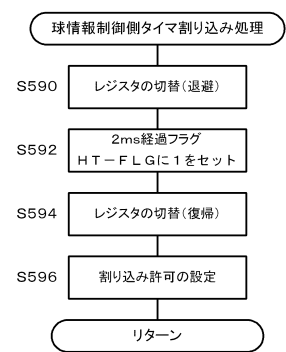 球情報制御側タイマ割り込み処理
S590
レジスタの切替(退避)
S592
2ms経過フラグ
HT-FLGに1をセット
S594
レジスタの切替(復帰)
S596
割り込み許可の設定
リターン